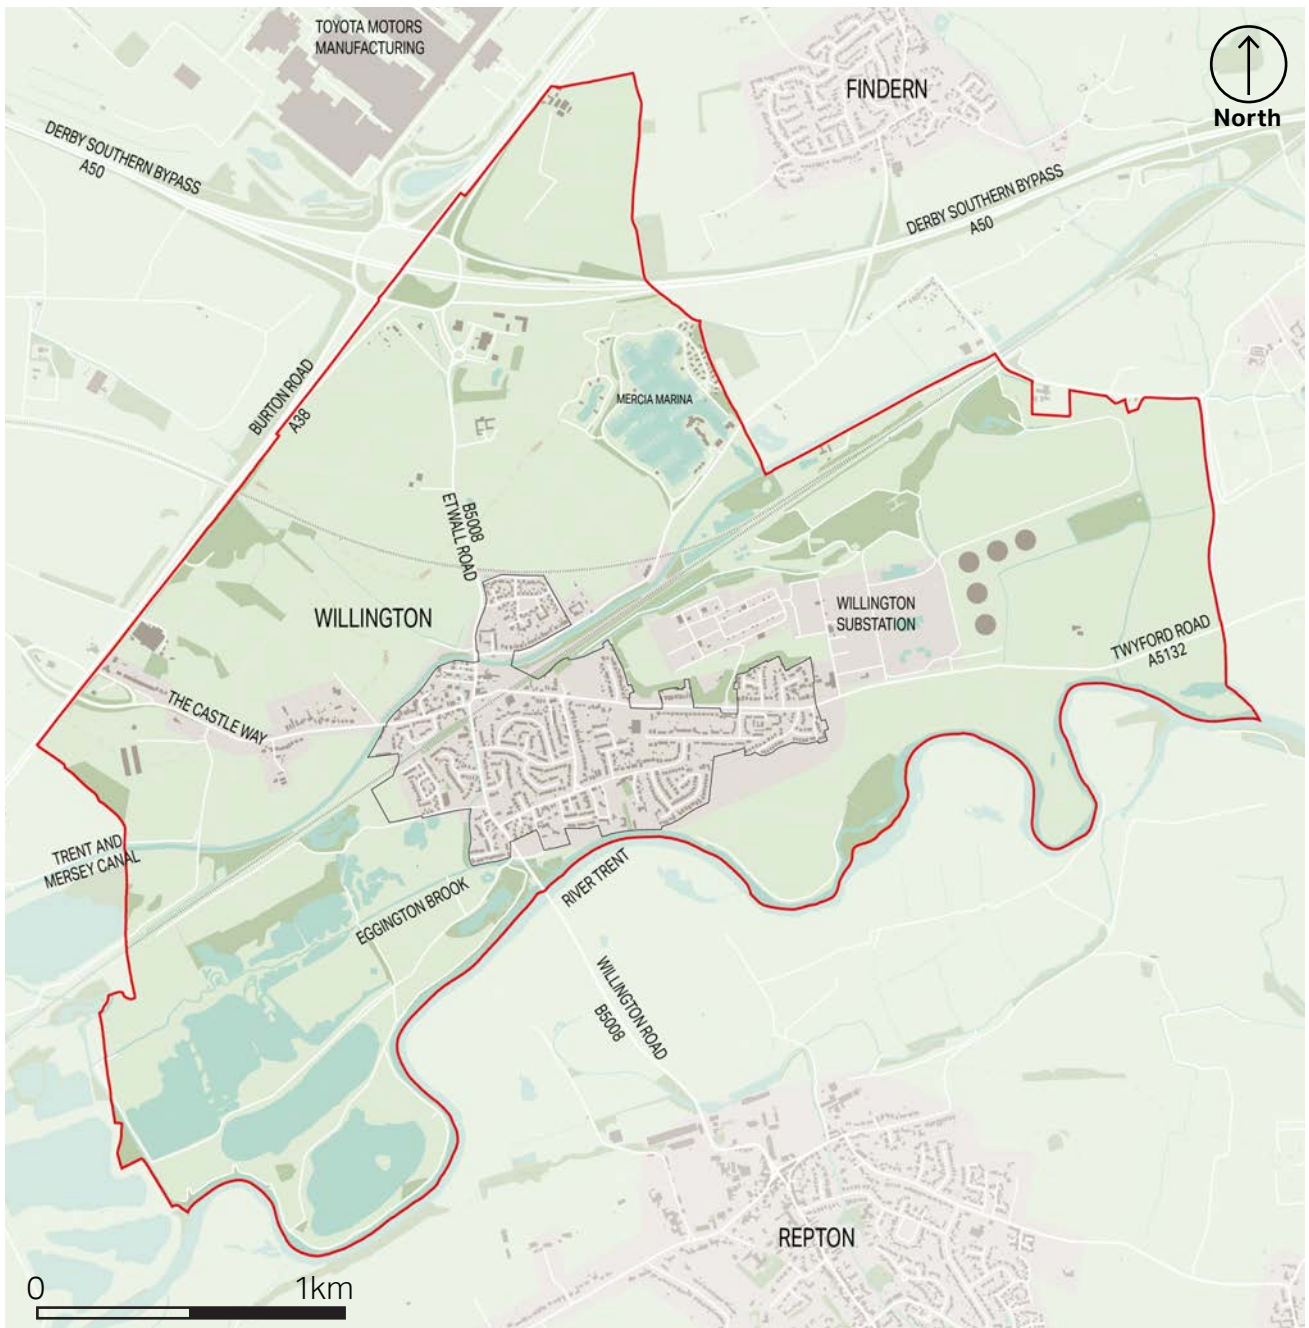 TOYOTA MOTORS
MANUFACTURING
FINDERN
North
DERBY SOUTHERN BYPASS
A50
DERBY SOUTHERN BYPASS
A50
BURTON ROAD
A38
MERCIA MARINA
B5008
ETWALL ROAD
WILLINGTON
WILLINGTON
SUBSTATION
TWYFORD ROAD
A5132
THE CASTLE WAY
TRENT AND
MERSEY CANAL
EGGINGTON BROOK
RIVER TRENT
WILLINGTON ROAD
B5008
REPTON
0 1km